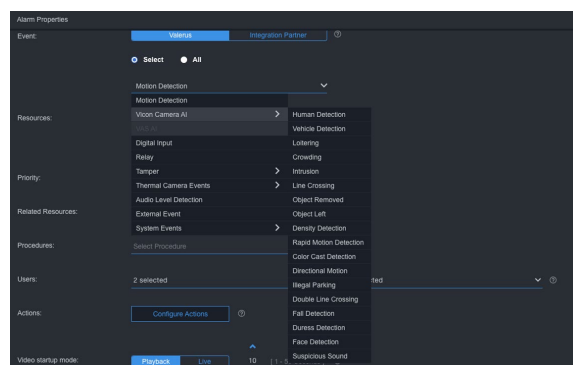 Alarm Properties
Event:
Valerus Integration Partner
Select All
Motion Detection
Motion Detection
Vicon Camera AI Human Detection
Vehicle Detection
Resources:
Digital Input Loitering
Relay Crowding
Tamper Intrusion
Priority:
Thermal Camera Events Line Crossing
Audio Level Detection Object Removed
Related Resources:
External Event Object Left
System Events Density Detection
Procedures:
Select Procedure Rapid Motion Detection
Color Cast Detection
Directional Motion
Users:
2 selected
Illegal Parking
Double Line Crossing
Actions:
Configure Actions
Fall Detection
Duress Detection
Face Detection
Video startup mode:
Playback Live 10
Suspicious Sound